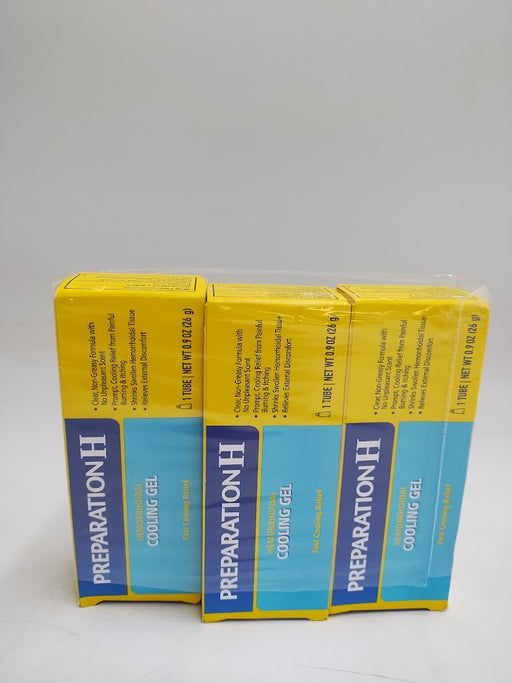 PREPARATION H
HEMORRHOIDAL
COOLING GEL
Fast Cooling Relief
• Clear, Non-Greasy Formula with
No Unpleasant Scent
• Prompt, Cooling Relief from Painful
Burning & Itching
• Shrinks Swollen Hemorrhoidal Tissue
• Relieves External Discomfort
1 TUBE | NET WT 0.9 OZ (26 g)
PREPARATION H
HEMORRHOIDAL
COOLING GEL
Fast Cooling Relief
• Clear, Non-Greasy Formula with
No Unpleasant Scent
• Prompt, Cooling Relief from Painful
Burning & Itching
• Shrinks Swollen Hemorrhoidal Tissue
• Relieves External Discomfort
1 TUBE | NET WT 0.9 OZ (26 g)
PREPARATION H
HEMORRHOIDAL
COOLING GEL
Fast Cooling Relief
• Clear, Non-Greasy Formula with
No Unpleasant Scent
• Prompt, Cooling Relief from Painful
Burning & Itching
• Shrinks Swollen Hemorrhoidal Tissue
• Relieves External Discomfort
1 TUBE | NET WT 0.9 OZ (26 g)